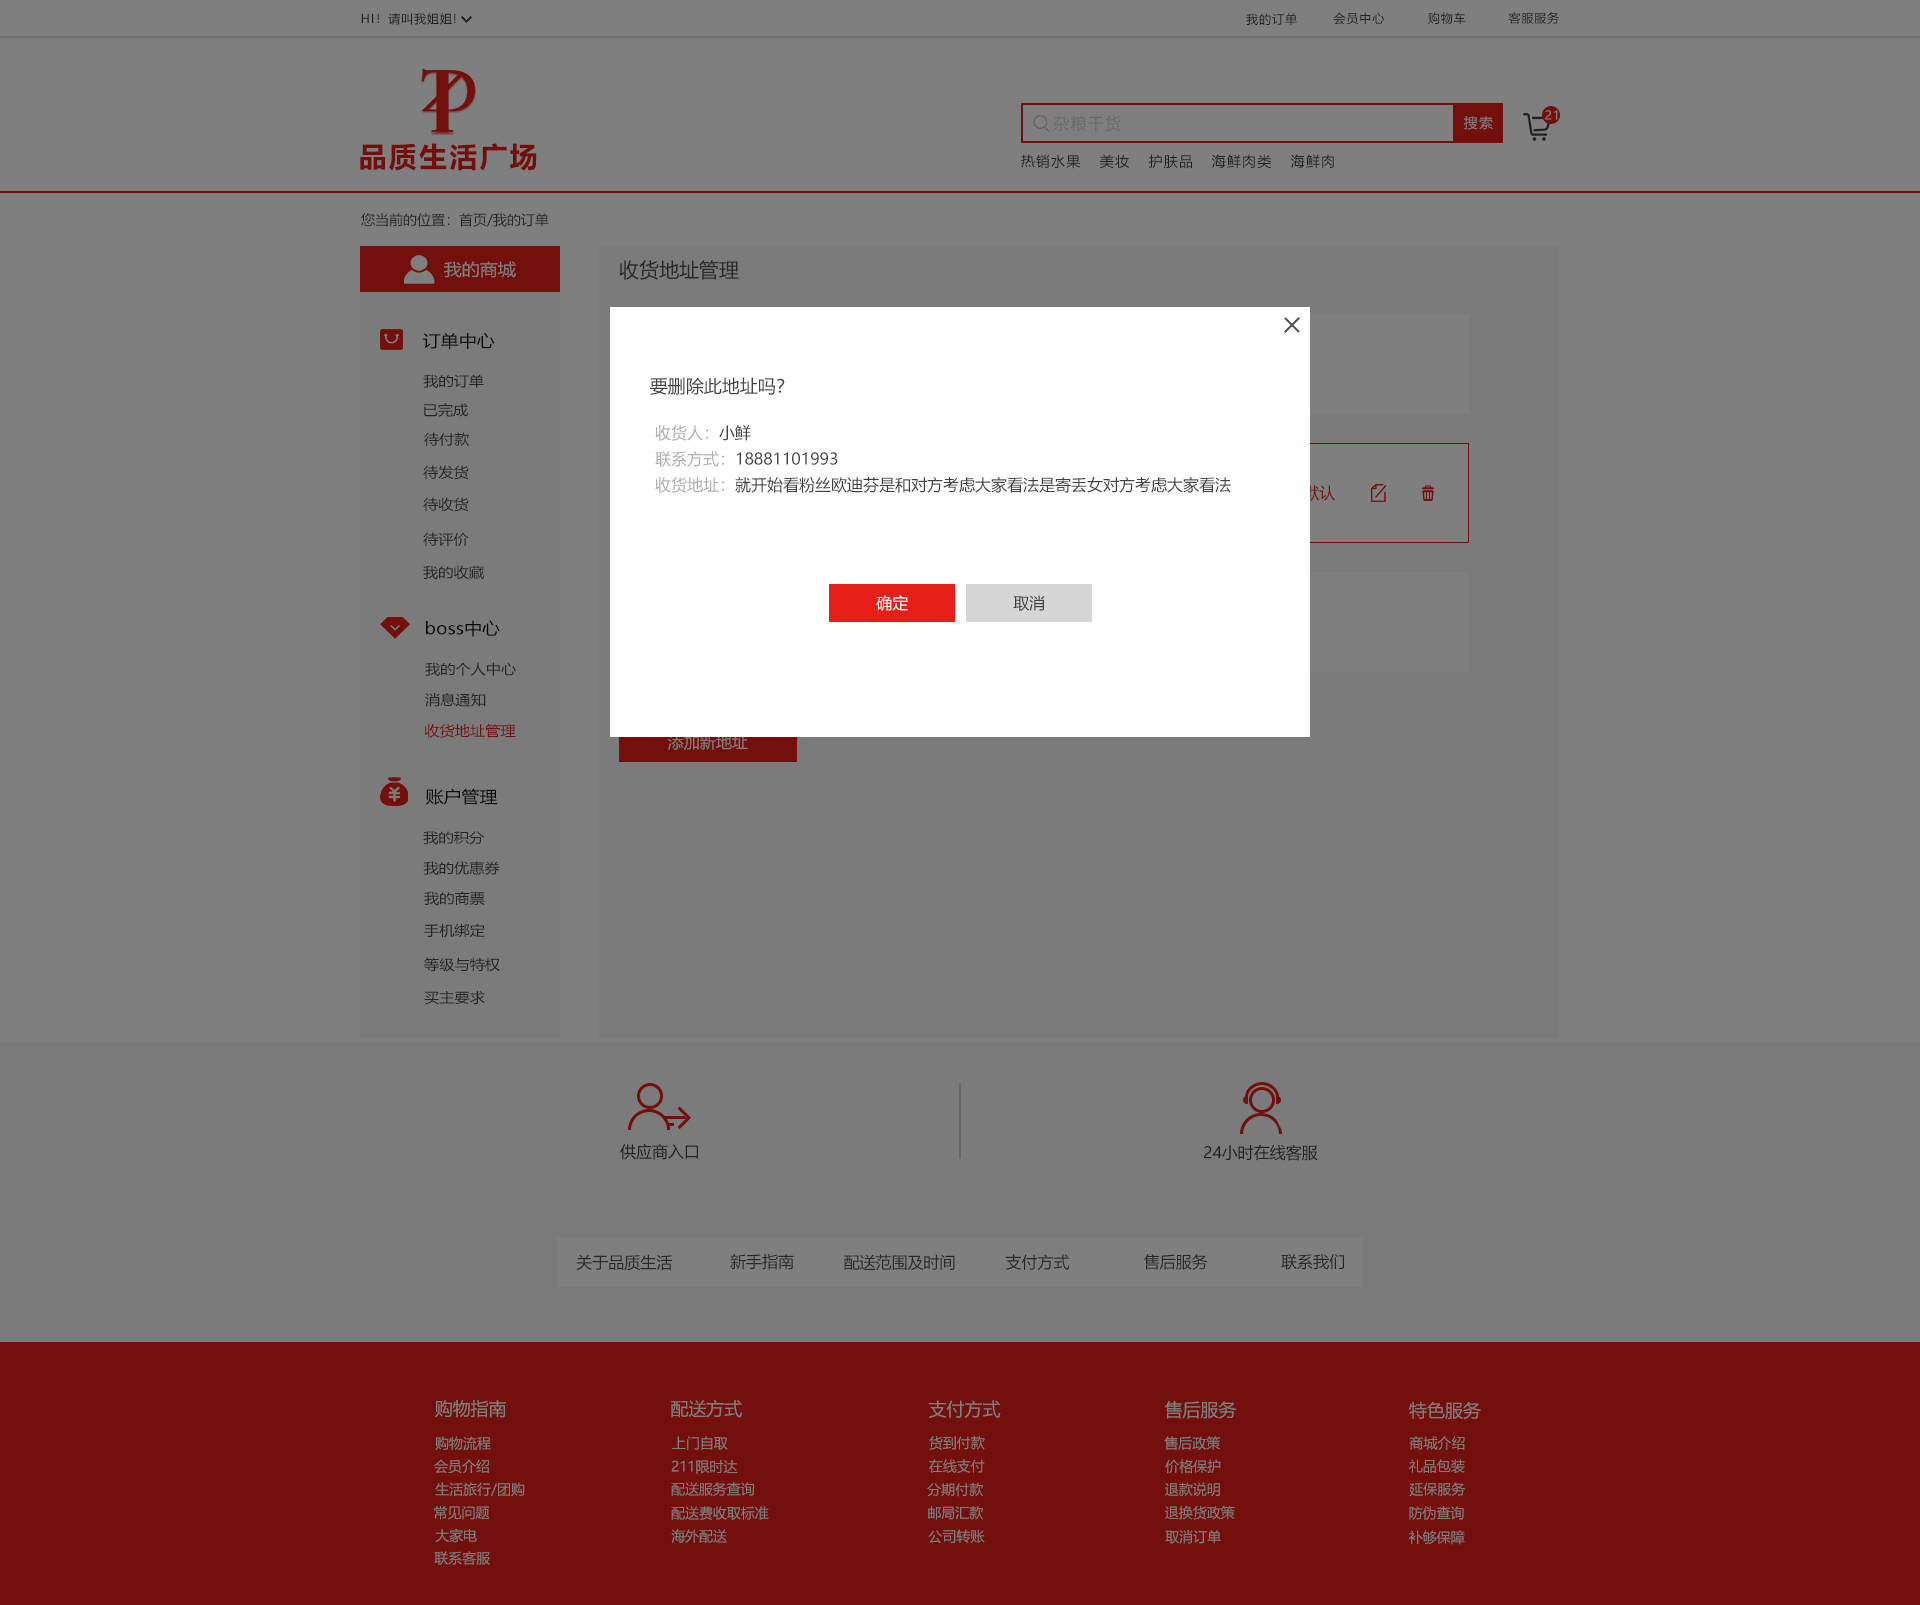 HI！请叫我姐姐!
我的订单 会员中心 购物车 客服服务
品质生活广场
杂粮干货 搜索 21
热销水果 美妆 护肤品 海鲜肉类 海鲜肉
您当前的位置：首页/我的订单
我的商城
收货地址管理
订单中心
我的订单
已完成
待付款
待发货
待收货
待评价
我的收藏
boss中心
我的个人中心
消息通知
收货地址管理
账户管理
我的积分
我的优惠券
我的商票
手机绑定
等级与特权
买主要求
要删除此地址吗？
收货人：小鲜
联系方式：18881101993
收货地址：就开始看粉丝欧迪芬是和对方考虑大家看法是寄丢女对方考虑大家看法
确定 取消
默认
添加新地址
供应商入口 24小时在线客服
关于品质生活 新手指南 配送范围及时间 支付方式 售后服务 联系我们
购物指南
购物流程
会员介绍
生活旅行/团购
常见问题
大家电
联系客服
配送方式
上门自取
211限时达
配送服务查询
配送费收取标准
海外配送
支付方式
货到付款
在线支付
分期付款
邮局汇款
公司转账
售后服务
售后政策
价格保护
退款说明
退换货政策
取消订单
特色服务
商城介绍
礼品包装
延保服务
防伪查询
补够保障